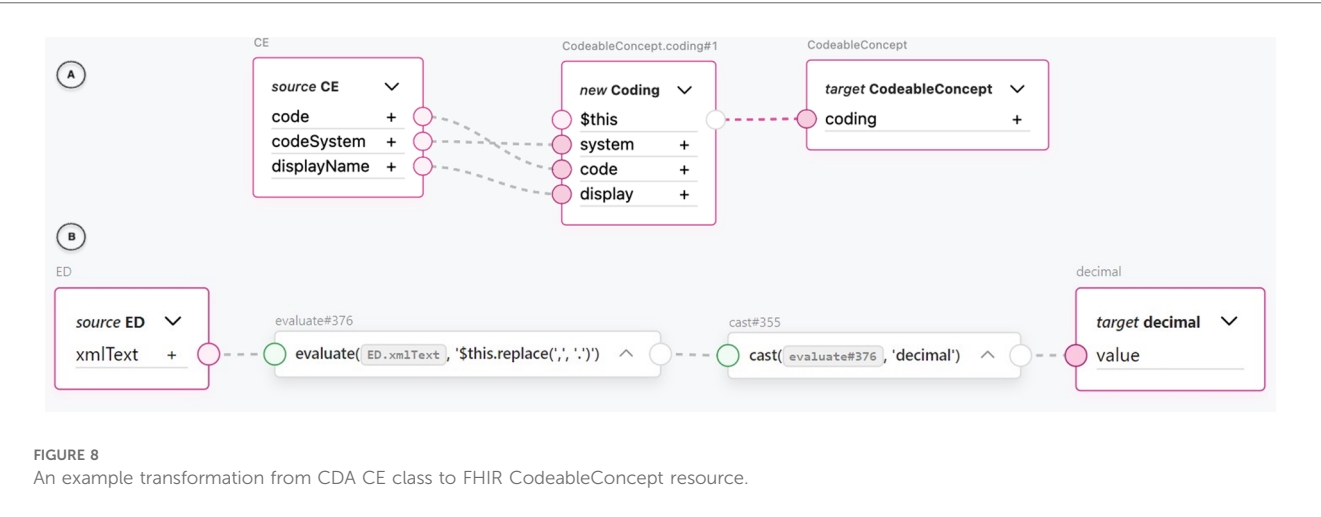 A
CE
source CE
code +
codeSystem +
displayName +
CodeableConcept.coding#1
new Coding
$this
system +
code +
display +
CodeableConcept
target CodeableConcept
coding +
B
ED
source ED
xmlText +
evaluate#376
evaluate( ED.xmlText , '$this.replace(',', '.')')
cast#355
cast( evaluate#376 , 'decimal')
decimal
target decimal
value
FIGURE 8
An example transformation from CDA CE class to FHIR CodeableConcept resource.